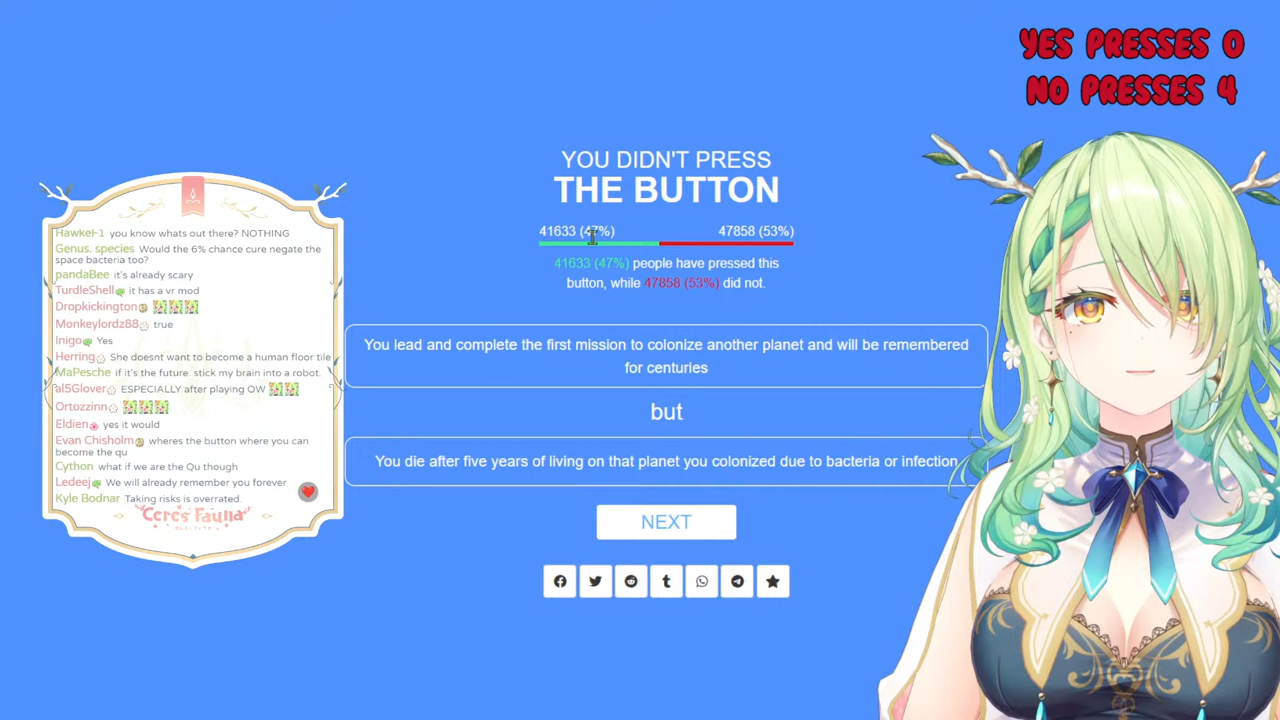 YES PRESSES 0
NO PRESSES 4
YOU DIDN'T PRESS
THE BUTTON
41633 (47%) 47858 (53%)
41633 (47%) people have pressed this
button, while 47858 (53%) did not.
You lead and complete the first mission to colonize another planet and will be remembered
for centuries
but
You die after five years of living on that planet you colonized due to bacteria or infection
NEXT
HawkeF1 you know whats out there? NOTHING
Genus, species Would the 6% chance cure negate the
space bacteria too?
pandaBee it's already scary
TurdleShell it has a vr mod
Dropkickington
Monkeylordz88 true
Inigo Yes
Herring She doesnt want to become a human floor tile
MaPesche if it's the future. stick my brain into a robot.
al5Glover ESPECIALLY after playing OW
Ortozzinn
Eldien yes it would
Evan Chisholm wheres the button where you can
become the qu
Cython what if we are the Qu though
Ledeej We will already remember you forever
Kyle Bodnar Taking risks is overrated.
Ceres Fauna